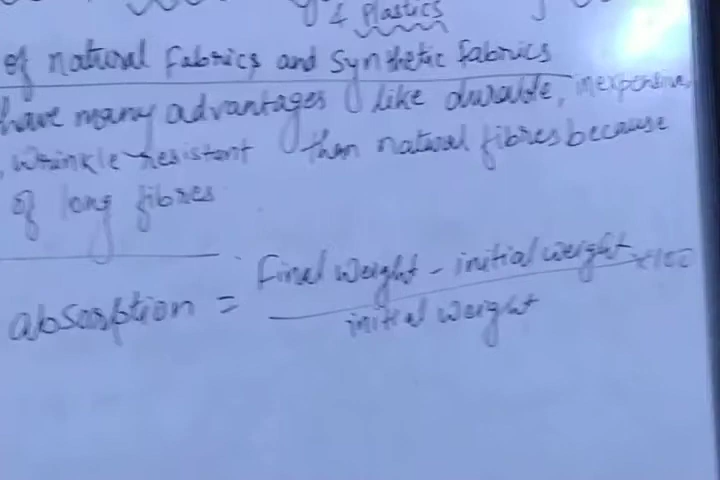 & Plastics
of natural Fabrics and Synthetic Fabrics
have many advantages like durable, inexpensive,
, wrinkle-resistant than natural fibres because
of long fibres
absorption = Final weight - initial weight ×100
initial weight